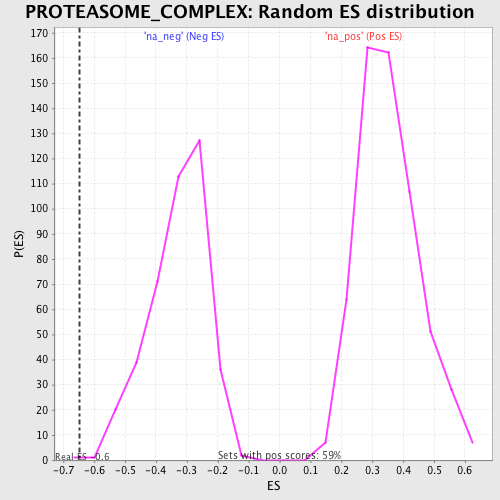 PROTEASOME_COMPLEX: Random ES distribution
'na_neg' (Neg ES) 'na_pos' (Pos ES)
170
160
150
140
130
120
110
100
90
80
70
60
50
40
30
20
10
0
P(ES)
Real ES -0.6
Sets with pos scores: 59%
-0.7 -0.6 -0.5 -0.4 -0.3 -0.2 -0.1 0.0 0.1 0.2 0.3 0.4 0.5 0.6
ES